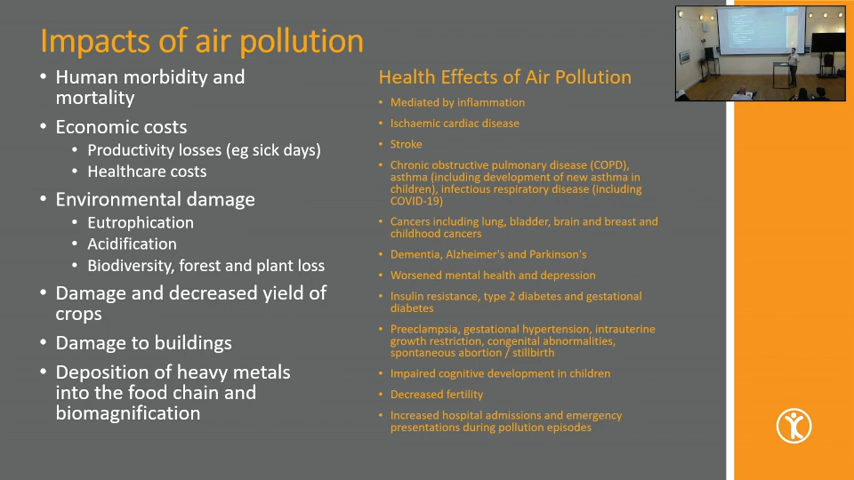 Impacts of air pollution
• Human morbidity and
mortality
• Economic costs
• Productivity losses (eg sick days)
• Healthcare costs
• Environmental damage
• Eutrophication
• Acidification
• Biodiversity, forest and plant loss
• Damage and decreased yield of
crops
• Damage to buildings
• Deposition of heavy metals
into the food chain and
biomagnification
Health Effects of Air Pollution
• Mediated by inflammation
• Ischaemic cardiac disease
• Stroke
• Chronic obstructive pulmonary disease (COPD),
asthma (including development of new asthma in
children), infectious respiratory disease (including
COVID-19)
• Cancers including lung, bladder, brain and breast and
childhood cancers
• Dementia, Alzheimer's and Parkinson's
• Worsened mental health and depression
• Insulin resistance, type 2 diabetes and gestational
diabetes
• Preeclampsia, gestational hypertension, intrauterine
growth restriction, congenital abnormalities,
spontaneous abortion / stillbirth
• Impaired cognitive development in children
• Decreased fertility
• Increased hospital admissions and emergency
presentations during pollution episodes